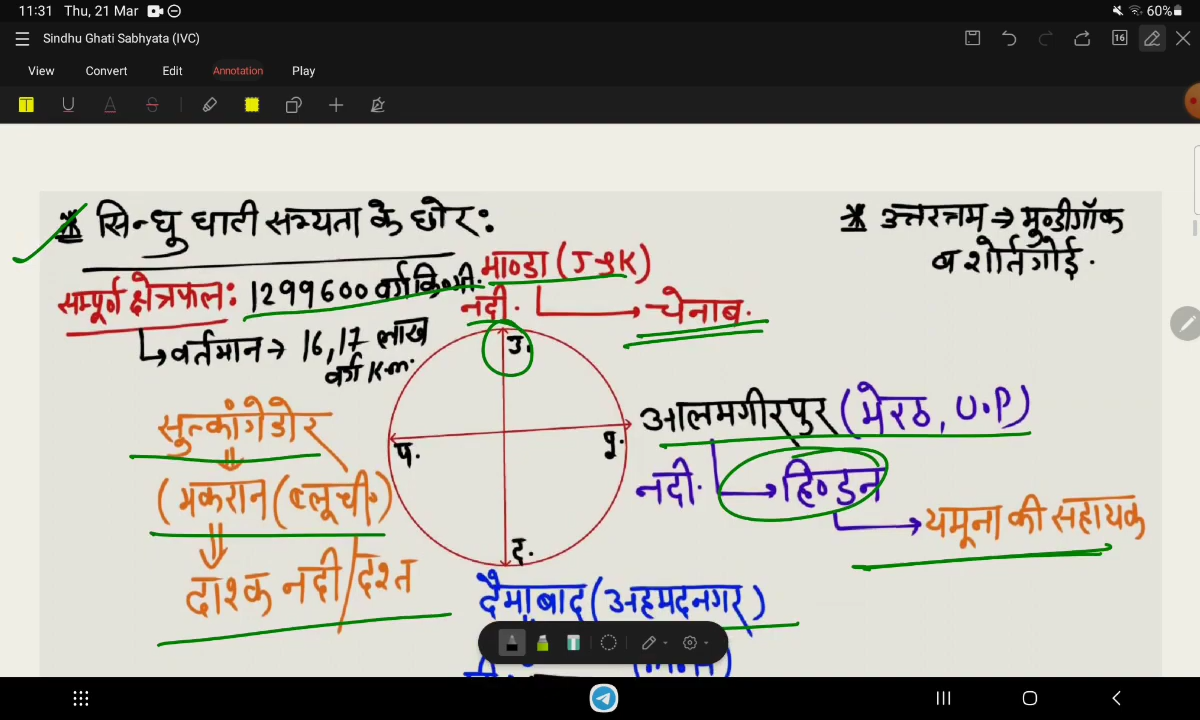 11:31 Thu, 21 Mar
60%
Sindhu Ghati Sabhyata (IVC)
16
View Convert Edit Annotation Play
* सिन्धु घाटी सभ्यता के छोर:
* उत्तरतम → मुण्डीगॉक
व शोर्तगोई.
सम्पूर्ण क्षेत्रफल: 1299600 वर्ग कि॰मी.
माण्डा (J&K)
नदी. → चेनाब.
↳ वर्तमान → 16, 17 लाख
वर्ग K.m.
उ.
प.
पू.
द.
सुत्कांगेडोर
(मकरान (ब्लूची॰)
दाश्क नदी/दश्त
आलमगीरपुर (मेरठ, U.P)
नदी. → हिण्डन
→ यमूना की सहायक
दैमाबाद (अहमदनगर)